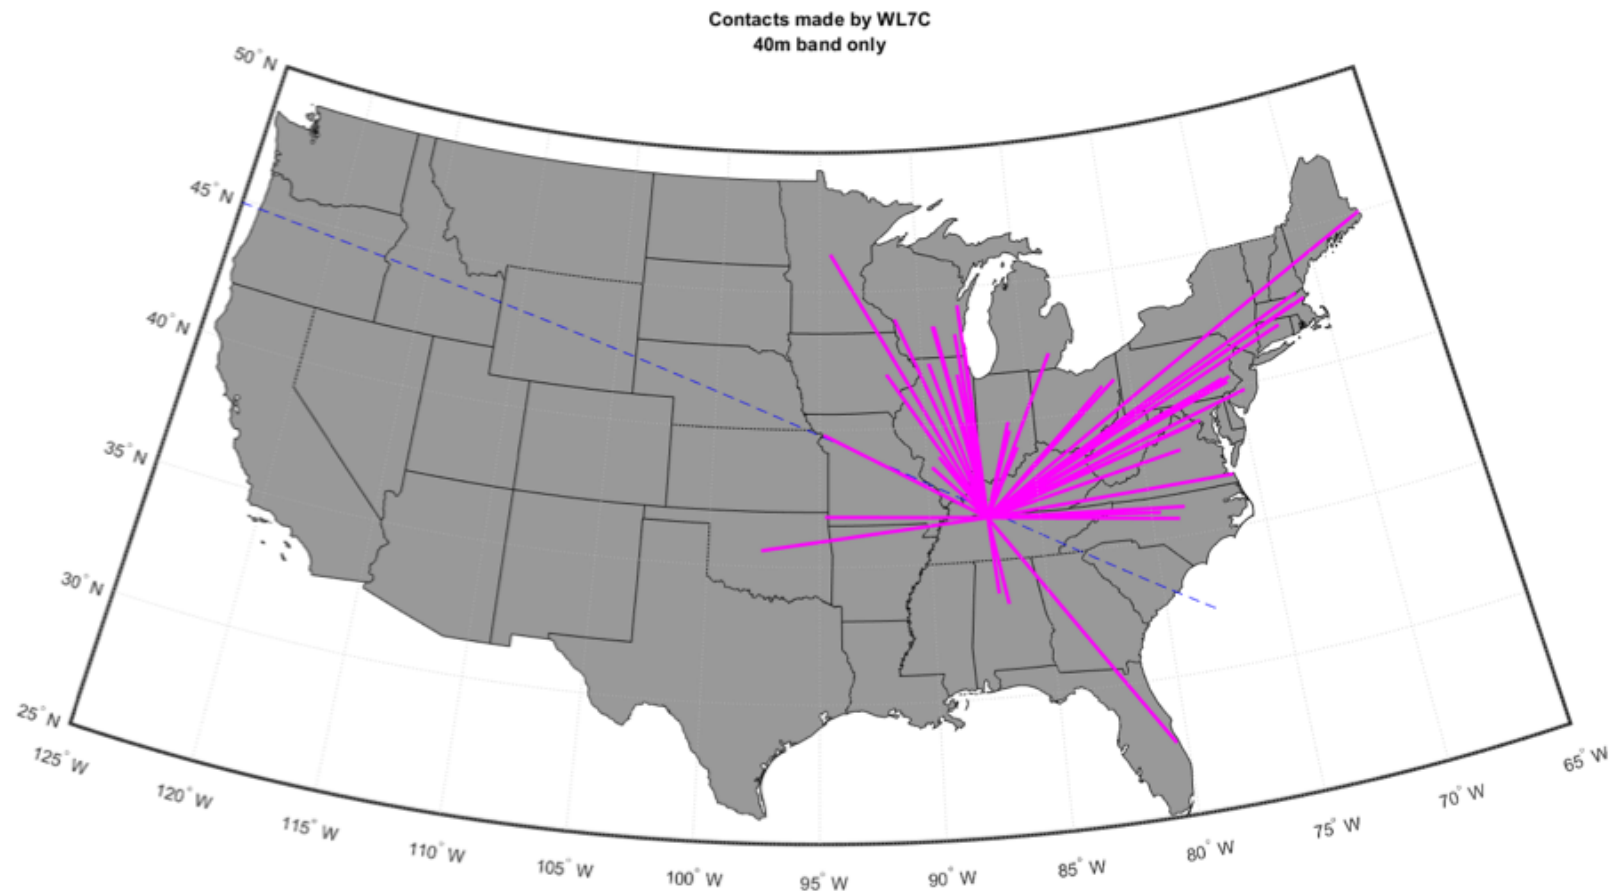 Contacts made by WL7C
40m band only
50° N
45° N
40° N
35° N
30° N
25° N
125° W
120° W
115° W
110° W
105° W
100° W
95° W
90° W
85° W
80° W
75° W
70° W
65° W